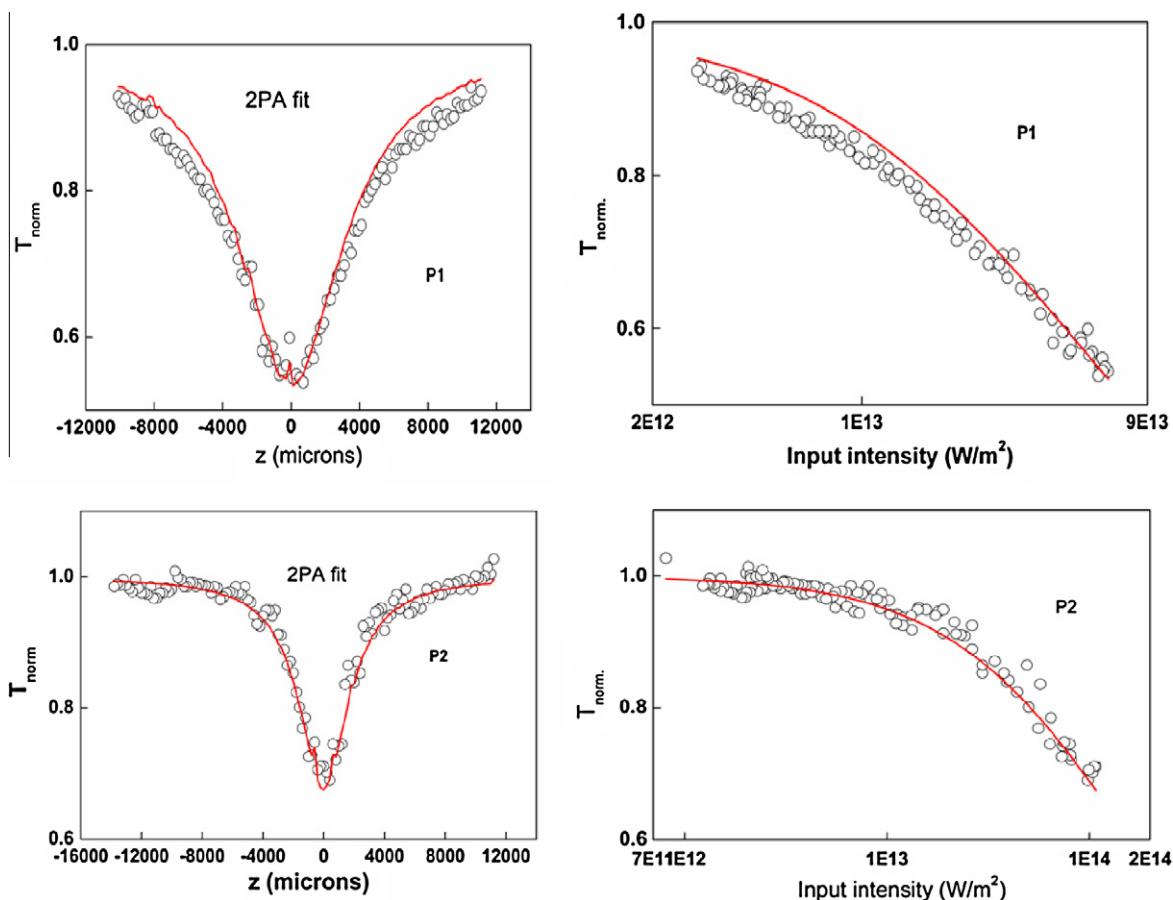 1.0
0.8
0.6
T norm
2PA fit
P1
-12000 -8000 -4000 0 4000 8000 12000
z (microns)
1.0
0.8
0.6
T norm.
P1
2E12 1E13 9E13
Input intensity (W/m²)
1.0
0.8
0.6
T norm
2PA fit
P2
-16000 -12000 -8000 -4000 0 4000 8000 12000
z (microns)
1.0
0.8
0.6
T norm.
P2
7E11E12 1E13 1E14 2E14
Input intensity (W/m²)